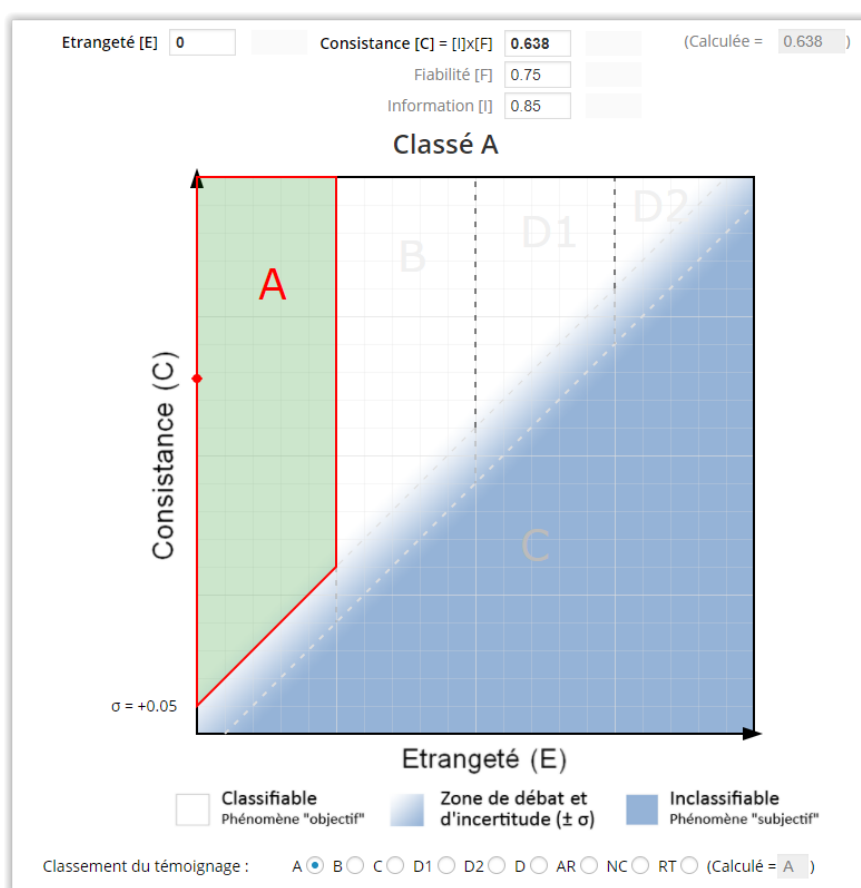 Etrangeté [E] 0 Consistance [C] = [I]x[F] 0.638 (Calculée = 0.638 )
Fiabilité [F] 0.75
Information [I] 0.85
Classé A
A B D1 D2
C
Consistance (C)
σ = +0.05
Etrangeté (E)
Classifiable Zone de débat et Inclassifiable
Phénomène "objectif" d'incertitude (± σ) Phénomène "subjectif"
Classement du témoignage : A B C D1 D2 D AR NC RT (Calculé = A )